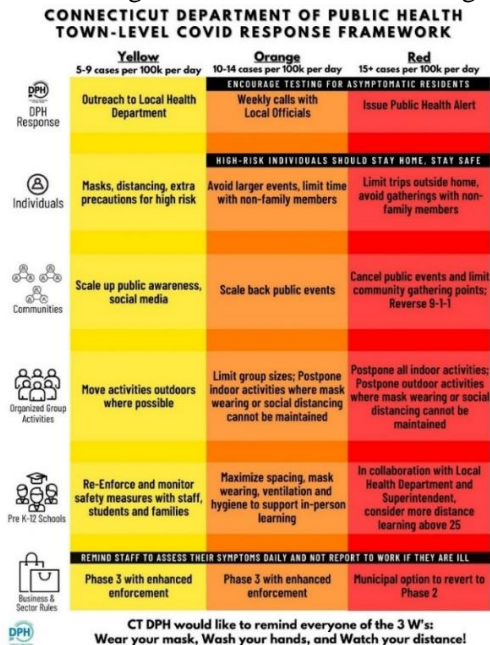 CONNECTICUT DEPARTMENT OF PUBLIC HEALTH
TOWN-LEVEL COVID RESPONSE FRAMEWORK
Yellow
5-9 cases per 100k per day
Orange
10-14 cases per 100k per day
Red
15+ cases per 100k per day
DPH
DPH
Response
ENCOURAGE TESTING FOR ASYMPTOMATIC RESIDENTS
Outreach to Local Health
Department
Weekly calls with
Local Officials
Issue Public Health Alert
HIGH-RISK INDIVIDUALS SHOULD STAY HOME, STAY SAFE
Individuals
Masks, distancing, extra
precautions for high risk
Avoid larger events, limit time
with non-family members
Limit trips outside home,
avoid gatherings with non-
family members
Communities
Scale up public awareness,
social media
Scale back public events
Cancel public events and limit
community gathering points;
Reverse 9-1-1
Organized Group
Activities
Move activities outdoors
where possible
Limit group sizes; Postpone
indoor activities where mask
wearing or social distancing
cannot be maintained
Postpone all indoor activities;
Postpone outdoor activities
where mask wearing or social
distancing cannot be
maintained
Pre K-12 Schools
Re-Enforce and monitor
safety measures with staff,
students and families
Maximize spacing, mask
wearing, ventilation and
hygiene to support in-person
learning
In collaboration with Local
Health Department and
Superintendent,
consider more distance
learning above 25
REMIND STAFF TO ASSESS THEIR SYMPTOMS DAILY AND NOT REPORT TO WORK IF THEY ARE ILL
Business &
Sector Rules
Phase 3 with enhanced
enforcement
Phase 3 with enhanced
enforcement
Municipal option to revert to
Phase 2
DPH
CT DPH would like to remind everyone of the 3 W's:
Wear your mask, Wash your hands, and Watch your distance!